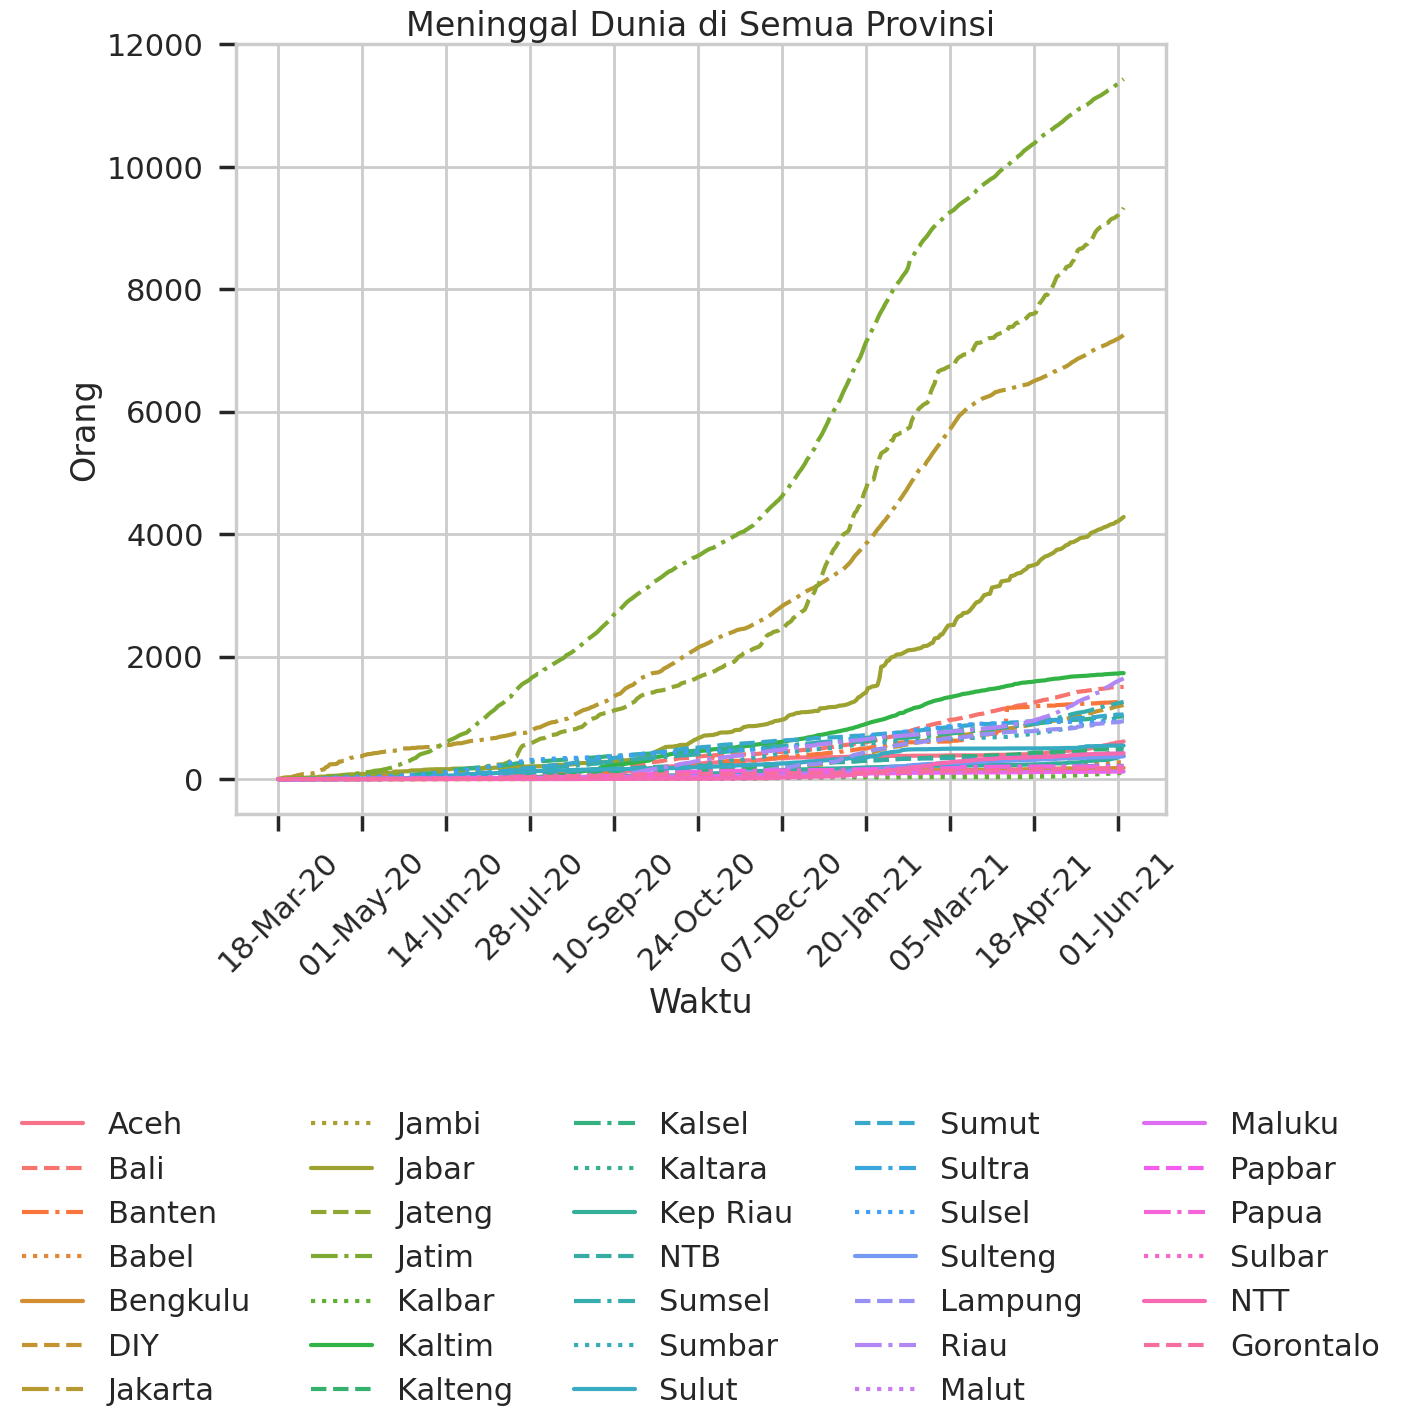 Meninggal Dunia di Semua Provinsi
12000
10000
8000
6000
4000
2000
0
Orang
18-Mar-20
01-May-20
14-Jun-20
28-Jul-20
10-Sep-20
24-Oct-20
07-Dec-20
20-Jan-21
05-Mar-21
18-Apr-21
01-Jun-21
Waktu
Aceh
Bali
Banten
Babel
Bengkulu
DIY
Jakarta
Jambi
Jabar
Jateng
Jatim
Kalbar
Kaltim
Kalteng
Kalsel
Kaltara
Kep Riau
NTB
Sumsel
Sumbar
Sulut
Sumut
Sultra
Sulsel
Sulteng
Lampung
Riau
Malut
Maluku
Papbar
Papua
Sulbar
NTT
Gorontalo